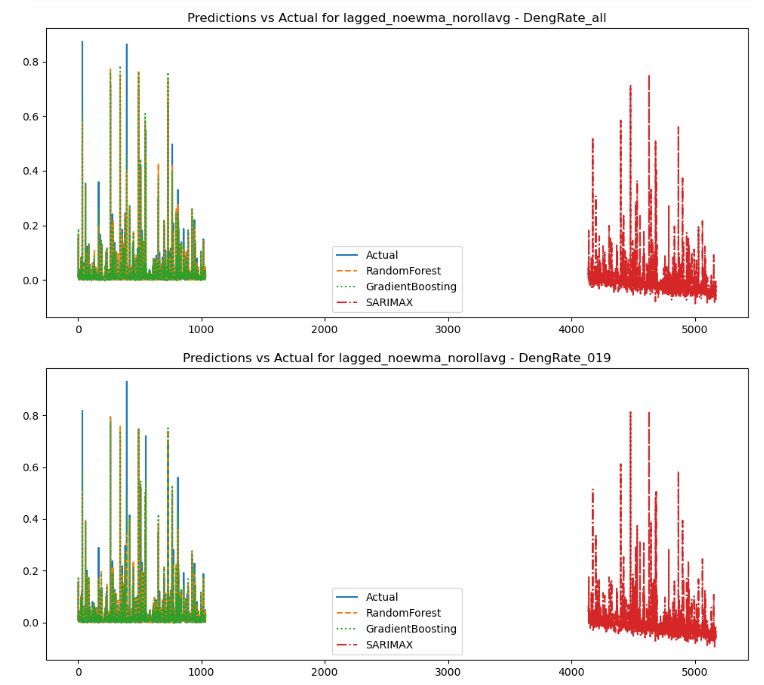 Predictions vs Actual for lagged_noewma_norollavg - DengRate_all
0.8
0.6
0.4
0.2
0.0
Actual
RandomForest
GradientBoosting
SARIMAX
0 1000 2000 3000 4000 5000
Predictions vs Actual for lagged_noewma_norollavg - DengRate_019
0.8
0.6
0.4
0.2
0.0
Actual
RandomForest
GradientBoosting
SARIMAX
0 1000 2000 3000 4000 5000